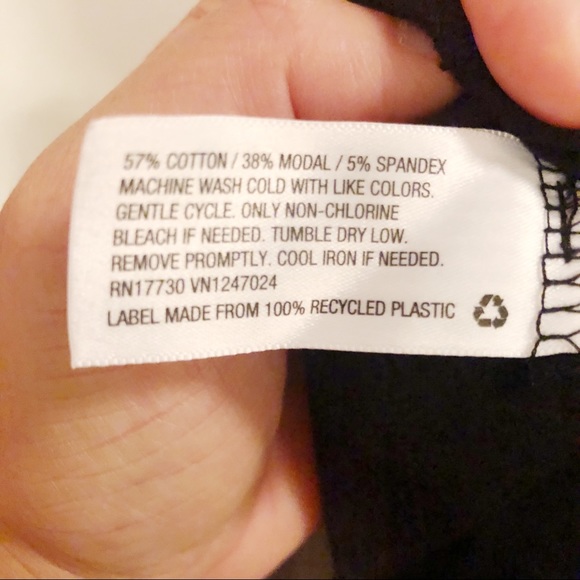 57% COTTON / 38% MODAL / 5% SPANDEX
MACHINE WASH COLD WITH LIKE COLORS.
GENTLE CYCLE. ONLY NON-CHLORINE
BLEACH IF NEEDED. TUMBLE DRY LOW.
REMOVE PROMPTLY. COOL IRON IF NEEDED.
RN17730 VN1247024
LABEL MADE FROM 100% RECYCLED PLASTIC